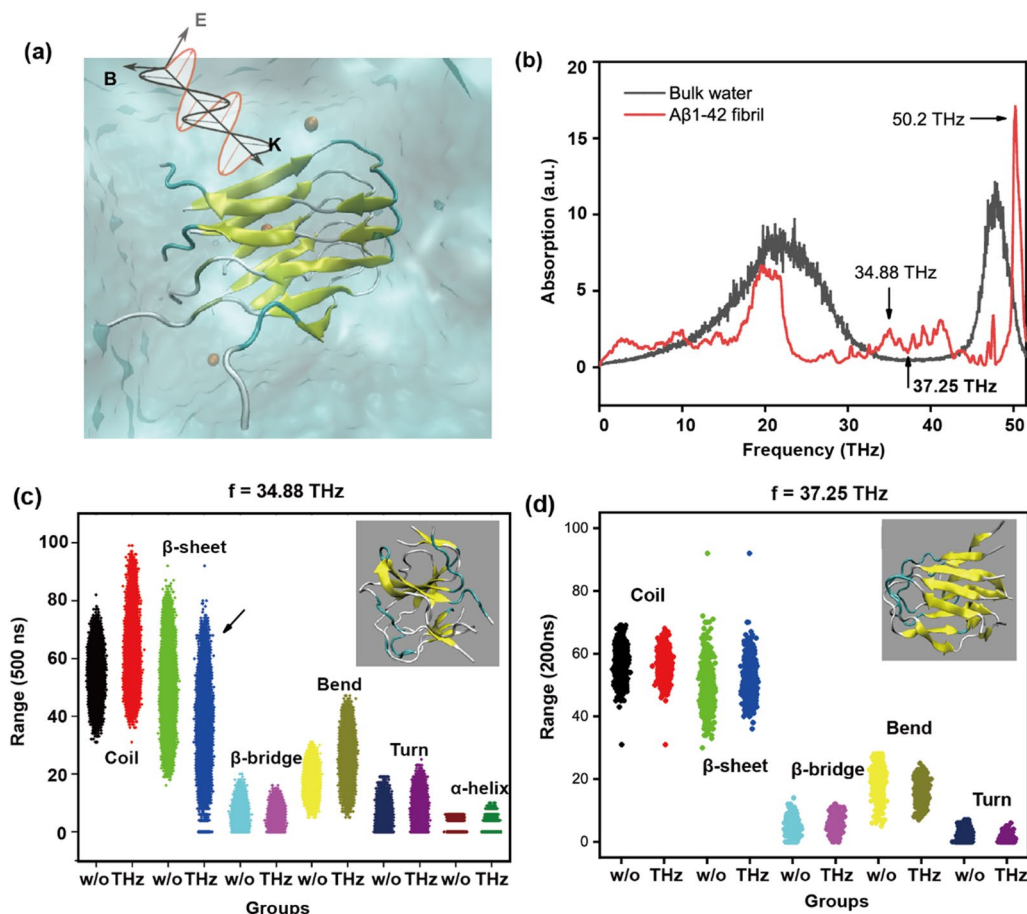 (a)
E
B
K
(b)
Absorption (a.u.)
20
15
10
5
0
Bulk water
Aβ1-42 fibril
50.2 THz
34.88 THz
37.25 THz
0 10 20 30 40 50
Frequency (THz)
(c)
f = 34.88 THz
Range (500 ns)
100
80
60
40
20
0
β-sheet
Coil
β-bridge
Bend
Turn
α-helix
w/o THz w/o THz w/o THz w/o THz w/o THz w/o THz
Groups
(d)
f = 37.25 THz
Range (200ns)
100
80
60
40
20
0
Coil
β-sheet
β-bridge
Bend
Turn
w/o THz w/o THz w/o THz w/o THz w/o THz
Groups